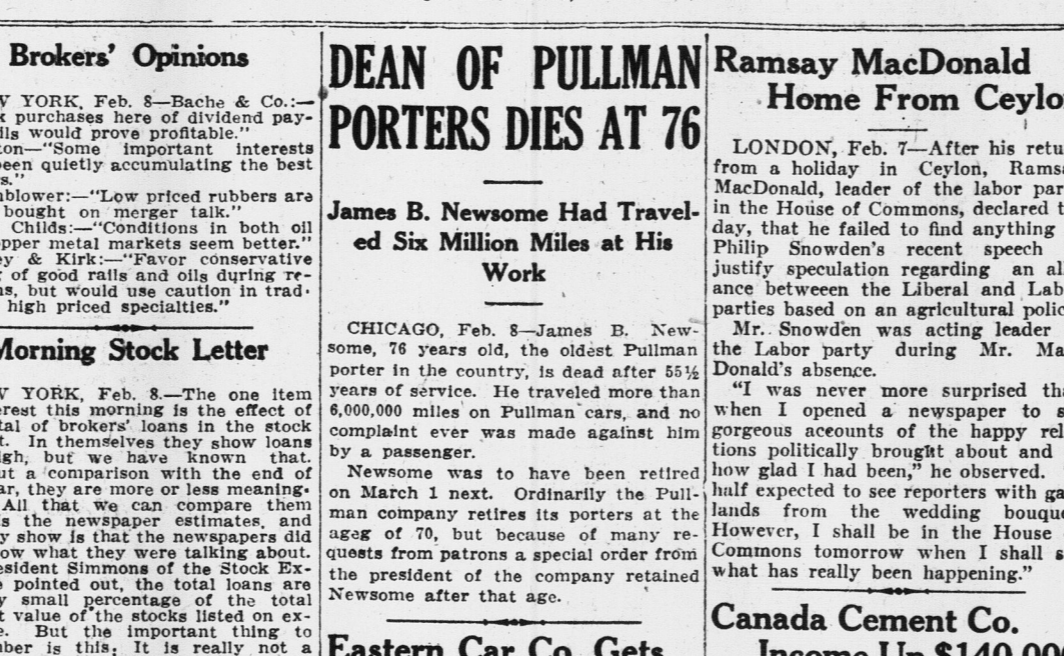 Brokers' Opinions
YORK, Feb. 8—Bache & Co.:—
purchases here of dividend pay-
would prove profitable."
"Some important interests
been quietly accumulating the best
"Low priced rubbers are
bought on merger talk."
Childs:—"Conditions in both oil
metal markets seem better."
& Kirk:—"Favor conservative
of good rails and oils during re-
but would use caution in trad-
high priced specialties."
Morning Stock Letter
YORK, Feb. 8.—The one item
this morning is the effect of
of brokers' loans in the stock
In themselves they show loans
but we have known that.
a comparison with the end of
they are more or less meaning-
All that we can compare them
the newspaper estimates, and
show is that the newspapers did
what they were talking about.
Simmons of the Stock Ex-
pointed out, the total loans are
small percentage of the total
value of the stocks listed on ex-
But the important thing to
is this: It is really not a
DEAN OF PULLMAN
PORTERS DIES AT 76
James B. Newsome Had Travel-
ed Six Million Miles at His
Work
CHICAGO, Feb. 8—James B. New-
some, 76 years old, the oldest Pullman
porter in the country, is dead after 55½
years of service. He traveled more than
6,000,000 miles on Pullman cars, and no
complaint ever was made against him
by a passenger.
Newsome was to have been retired
on March 1 next. Ordinarily the Pull-
man company retires its porters at the
ageg of 70, but because of many re-
quests from patrons a special order from
the president of the company retained
Newsome after that age.
Eastern Car Co. Gets
Ramsay MacDonald
Home From Ceylo
LONDON, Feb. 7—After his retu
from a holiday in Ceylon, Rams
MacDonald, leader of the labor par
in the House of Commons, declared t
day, that he failed to find anything
Philip Snowden's recent speech
justify speculation regarding an al
ance betweeen the Liberal and Lab
parties based on an agricultural polic
Mr. Snowden was acting leader
the Labor party during Mr. Ma
Donald's absence.
"I was never more surprised tha
when I opened a newspaper to s
gorgeous accounts of the happy rel
tions politically brought about and
how glad I had been," he observed.
half expected to see reporters with ga
lands from the wedding bouque
However, I shall be in the House
Commons tomorrow when I shall s
what has really been happening."
Canada Cement Co.
Income Up $140,00